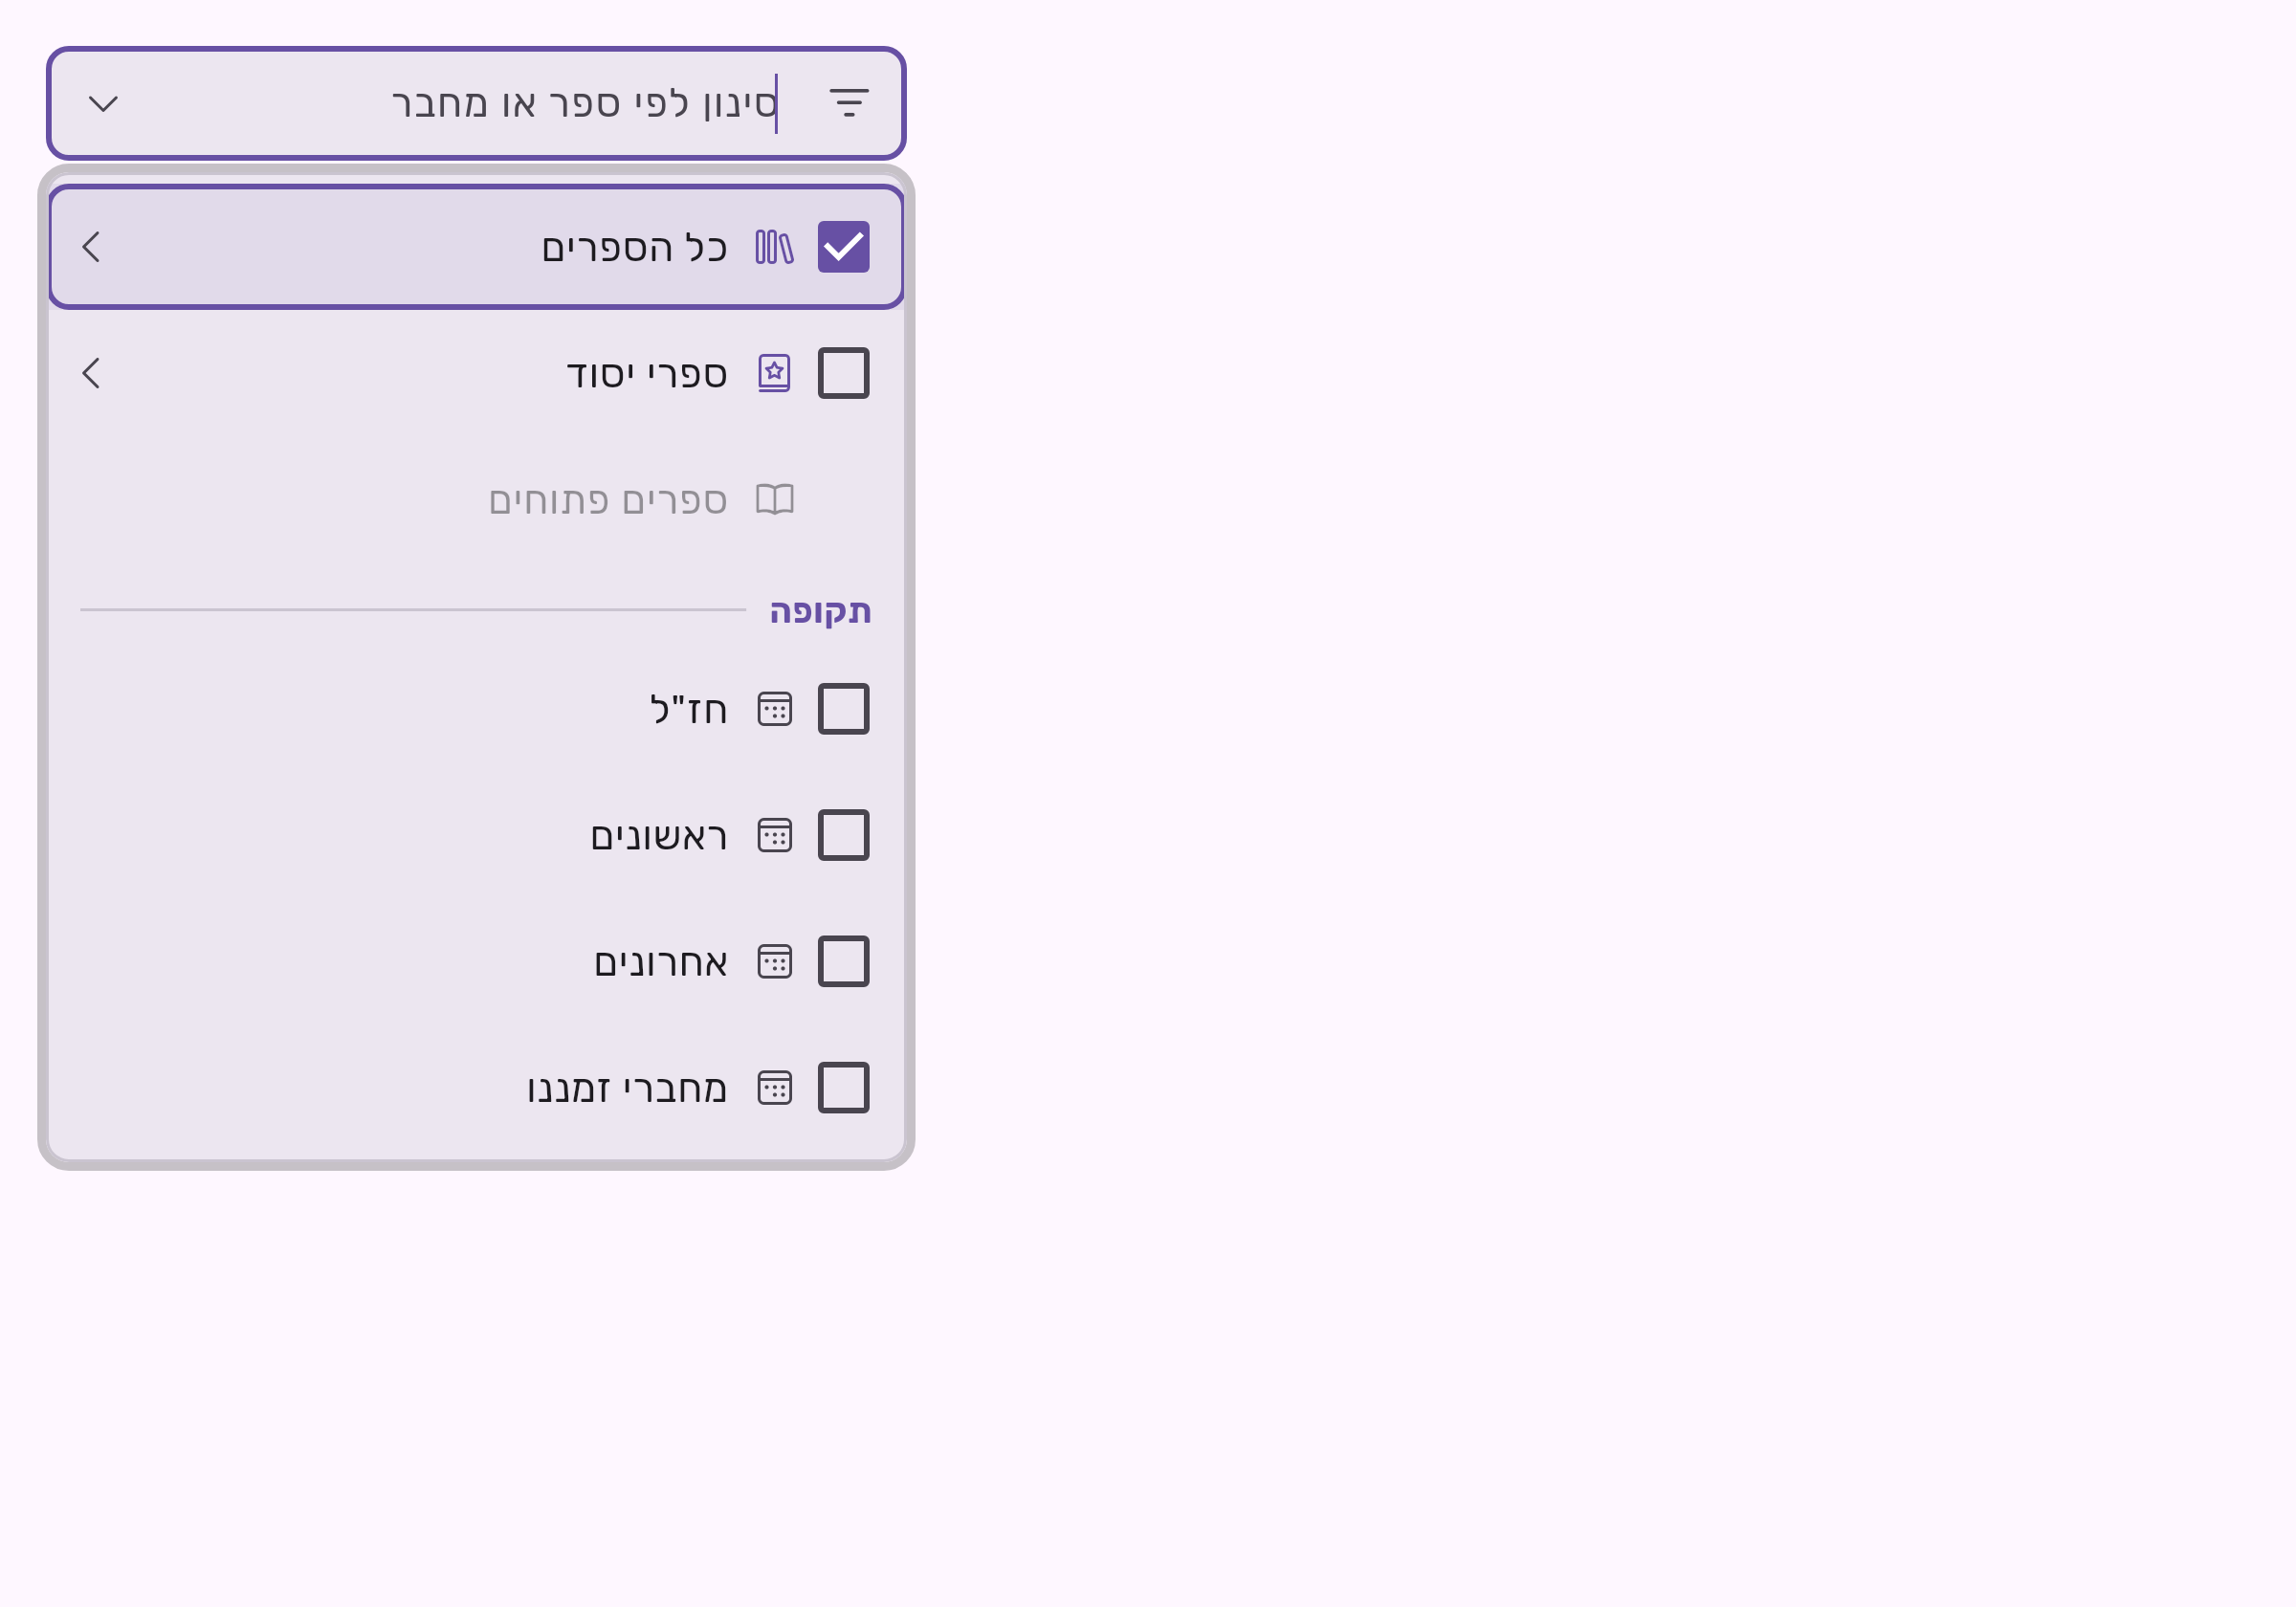 סינון לפי ספר או מחבר
כל הספרים
ספרי יסוד
ספרים פתוחים
תקופה
חז"ל
ראשונים
אחרונים
מחברי זמננו